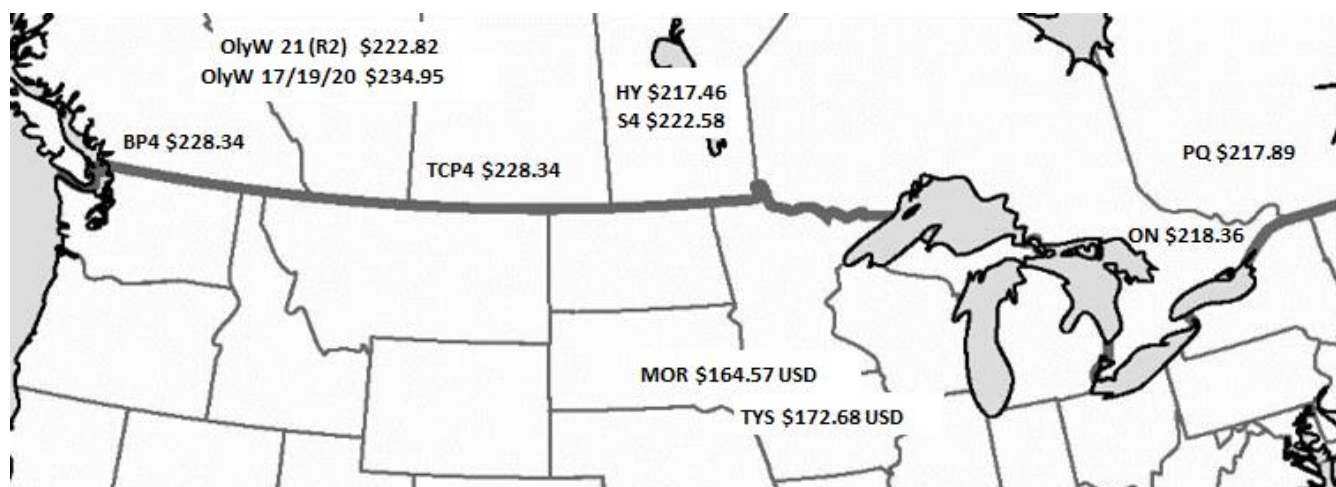 OlyW 21 (R2) $222.82
OlyW 17/19/20 $234.95
HY $217.46
S4 $222.58
BP4 $228.34
TCP4 $228.34
PQ $217.89
ON $218.36
MOR $164.57 USD
TYS $172.68 USD